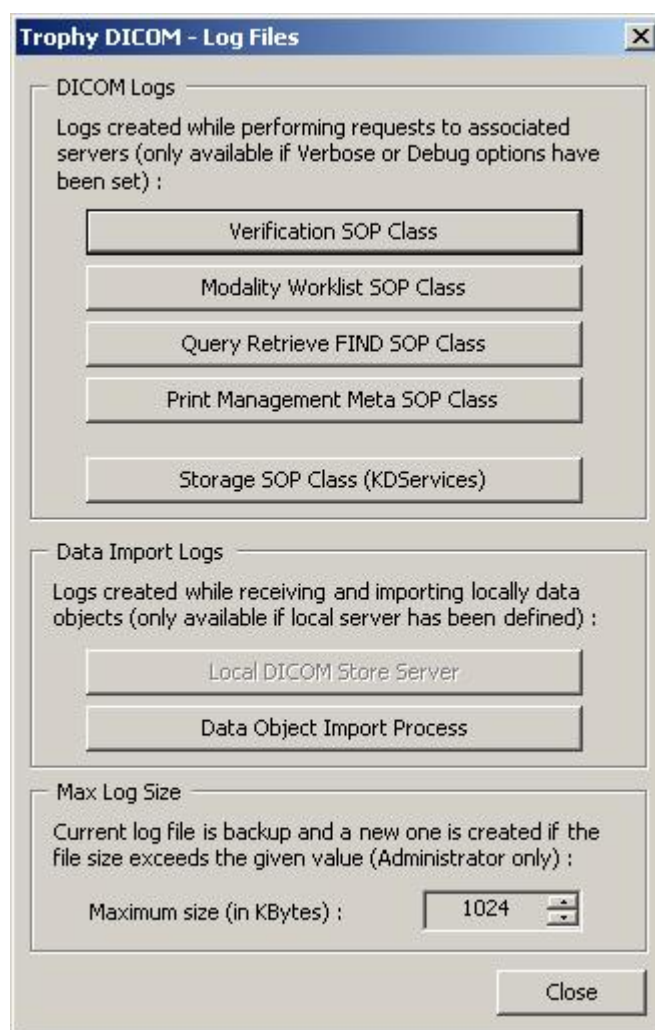 Trophy DICOM - Log Files
DICOM Logs
Logs created while performing requests to associated
servers (only available if Verbose or Debug options have
been set) :
Verification SOP Class
Modality Worklist SOP Class
Query Retrieve FIND SOP Class
Print Management Meta SOP Class
Storage SOP Class (KDServices)
Data Import Logs
Logs created while receiving and importing locally data
objects (only available if local server has been defined) :
Local DICOM Store Server
Data Object Import Process
Max Log Size
Current log file is backup and a new one is created if the
file size exceeds the given value (Administrator only) :
Maximum size (in KBytes) : 1024
Close